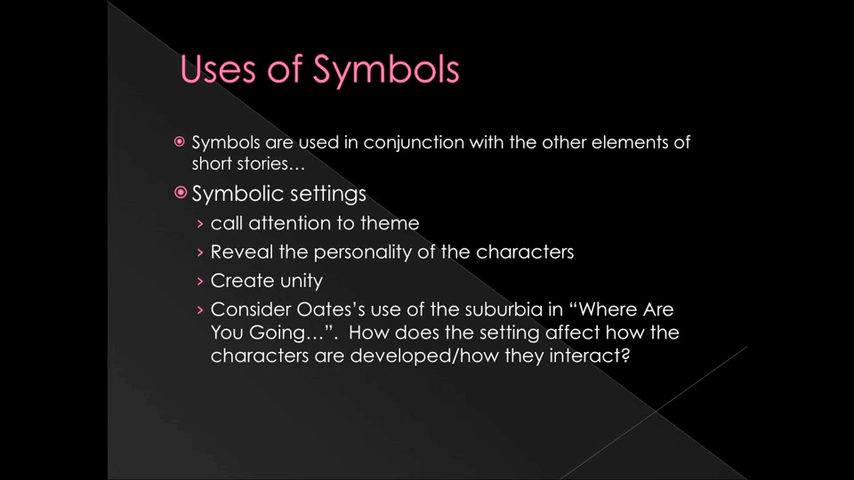 Uses of Symbols
Symbols are used in conjunction with the other elements of
short stories…
Symbolic settings
call attention to theme
Reveal the personality of the characters
Create unity
Consider Oates's use of the suburbia in “Where Are
You Going…”. How does the setting affect how the
characters are developed/how they interact?